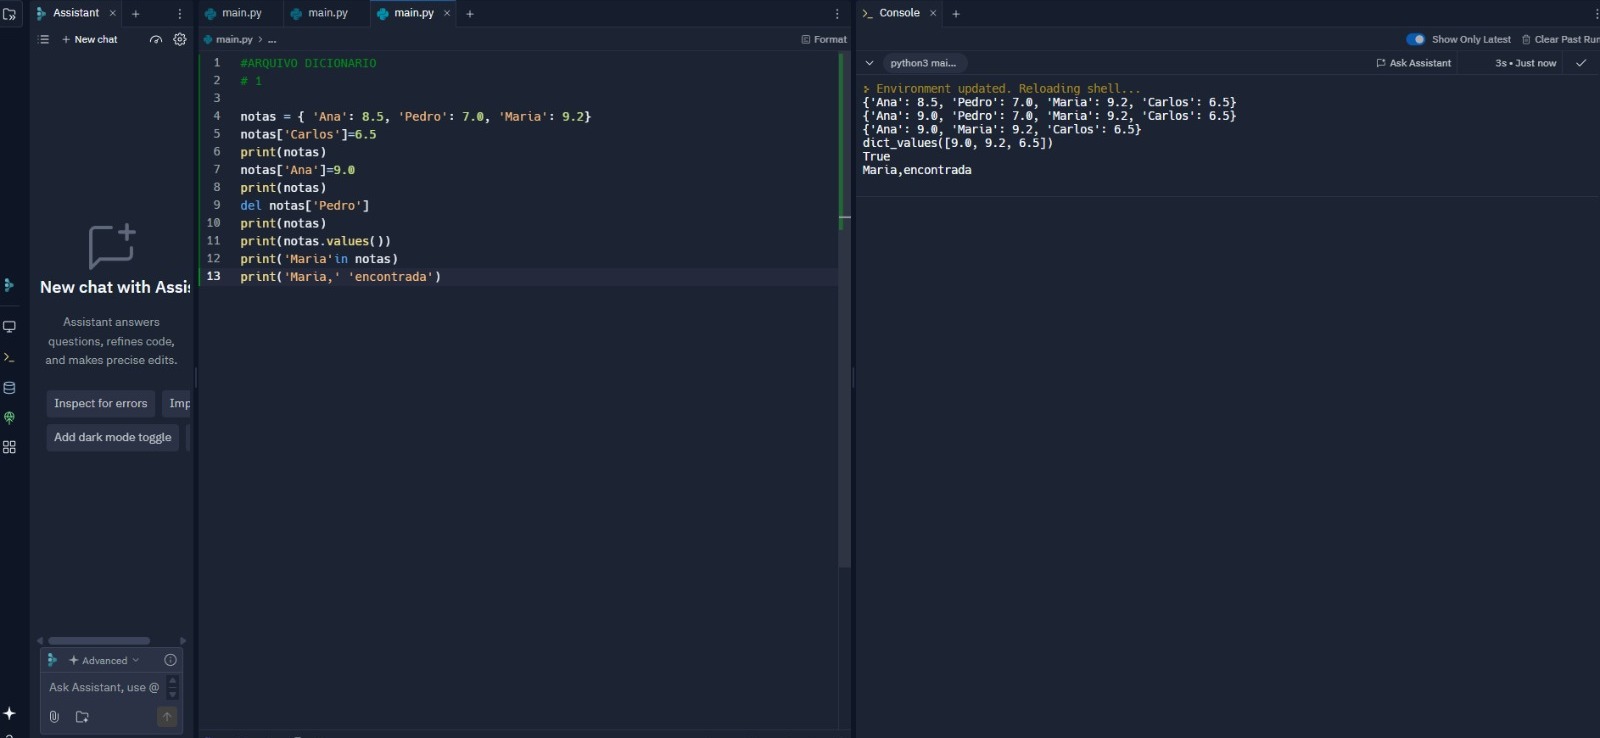 Assistant
New chat
New chat with Assis
Assistant answers
questions, refines code,
and makes precise edits.
Inspect for errors
Imp
Add dark mode toggle
Advanced
Ask Assistant, use @
main.py
main.py
main.py
main.py > ...
Format
1 #ARQUIVO DICIONARIO
2 # 1
3
4 notas = { 'Ana': 8.5, 'Pedro': 7.0, 'Maria': 9.2}
5 notas['Carlos']=6.5
6 print(notas)
7 notas['Ana']=9.0
8 print(notas)
9 del notas['Pedro']
10 print(notas)
11 print(notas.values())
12 print('Maria'in notas)
13 print('Maria,' 'encontrada')
Console
Show Only Latest
Clear Past Run
python3 mai...
Ask Assistant
3s • Just now
Environment updated. Reloading shell...
{'Ana': 8.5, 'Pedro': 7.0, 'Maria': 9.2, 'Carlos': 6.5}
{'Ana': 9.0, 'Pedro': 7.0, 'Maria': 9.2, 'Carlos': 6.5}
{'Ana': 9.0, 'Maria': 9.2, 'Carlos': 6.5}
dict_values([9.0, 9.2, 6.5])
True
Maria,encontrada